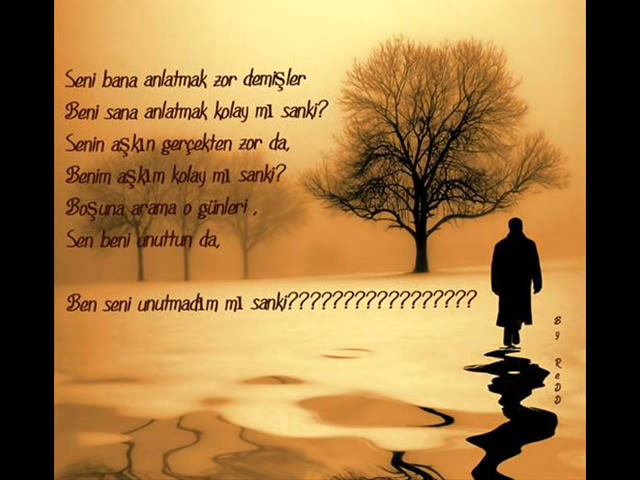 Seni bana anlatmak zor demişler
Beni sana anlatmak kolay mı sanki?
Senin aşkın gerçekten zor da,
Benim aşkım kolay mı sanki?
Boşuna arama o günleri ,
Sen beni unuttun da,
Ben seni unutmadım mı sanki?????????????????
By ReDD